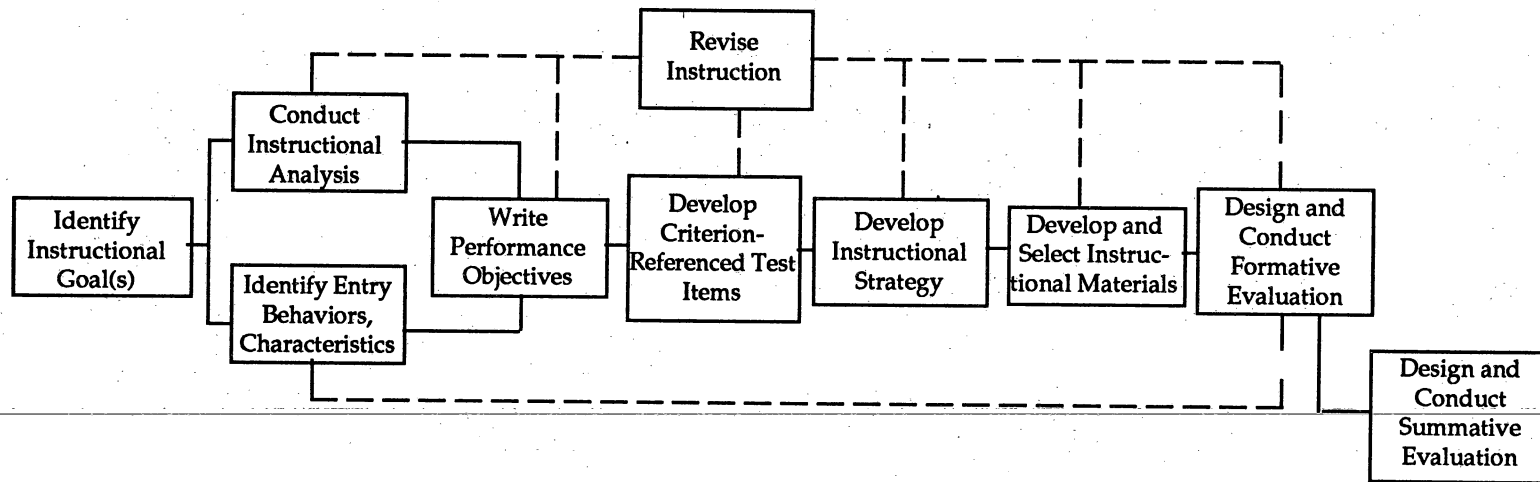 Revise
Instruction
Conduct
Instructional
Analysis
Identify
Instructional
Goal(s)
Identify Entry
Behaviors,
Characteristics
Write
Performance
Objectives
Develop
Criterion-
Referenced Test
Items
Develop
Instructional
Strategy
Develop and
Select Instruc-
tional Materials
Design and
Conduct
Formative
Evaluation
Design and
Conduct
Summative
Evaluation